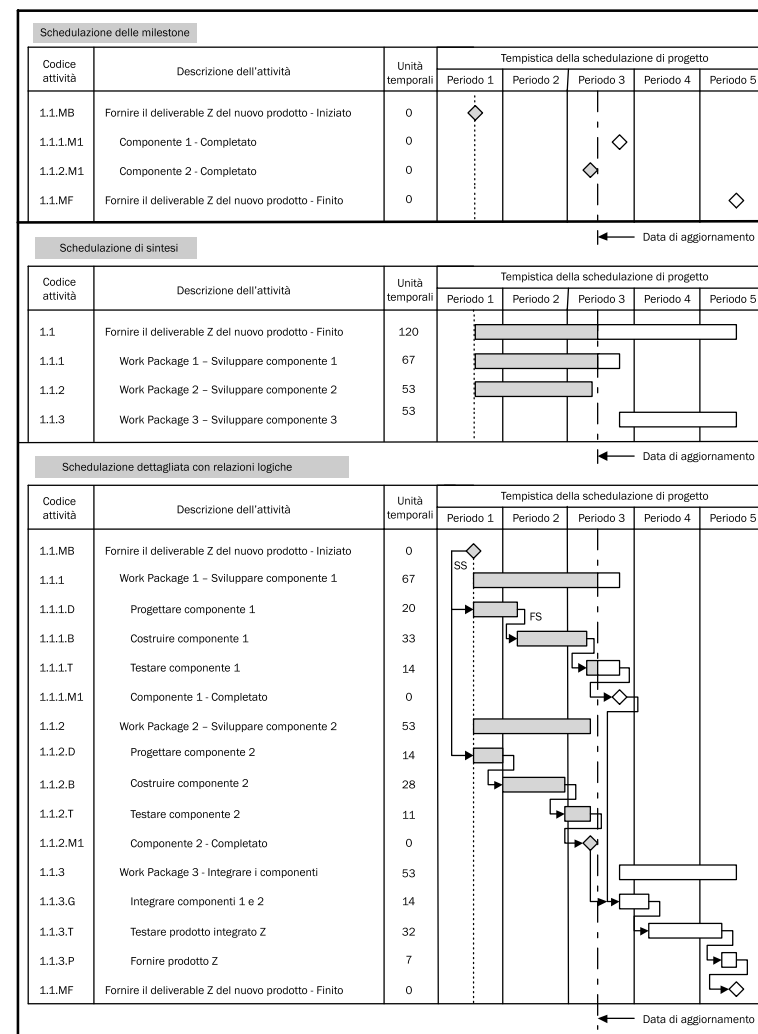 Schedulazione delle milestone
Codice attività Descrizione dell'attività Unità temporali Tempistica della schedulazione di progetto
Periodo 1 Periodo 2 Periodo 3 Periodo 4 Periodo 5
1.1.MB Fornire il deliverable Z del nuovo prodotto - Iniziato 0
1.1.1.M1 Componente 1 - Completato 0
1.1.2.M1 Componente 2 - Completato 0
1.1.MF Fornire il deliverable Z del nuovo prodotto - Finito 0
Data di aggiornamento
Schedulazione di sintesi
Codice attività Descrizione dell'attività Unità temporali Tempistica della schedulazione di progetto
Periodo 1 Periodo 2 Periodo 3 Periodo 4 Periodo 5
1.1 Fornire il deliverable Z del nuovo prodotto - Finito 120
1.1.1 Work Package 1 – Sviluppare componente 1 67
1.1.2 Work Package 2 – Sviluppare componente 2 53
1.1.3 Work Package 3 – Sviluppare componente 3 53
Data di aggiornamento
Schedulazione dettagliata con relazioni logiche
Codice attività Descrizione dell'attività Unità temporali Tempistica della schedulazione di progetto
Periodo 1 Periodo 2 Periodo 3 Periodo 4 Periodo 5
1.1.MB Fornire il deliverable Z del nuovo prodotto - Iniziato 0
SS
1.1.1 Work Package 1 – Sviluppare componente 1 67
1.1.1.D Progettare componente 1 20
FS
1.1.1.B Costruire componente 1 33
1.1.1.T Testare componente 1 14
1.1.1.M1 Componente 1 - Completato 0
1.1.2 Work Package 2 – Sviluppare componente 2 53
1.1.2.D Progettare componente 2 14
1.1.2.B Costruire componente 2 28
1.1.2.T Testare componente 2 11
1.1.2.M1 Componente 2 - Completato 0
1.1.3 Work Package 3 - Integrare i componenti 53
1.1.3.G Integrare componenti 1 e 2 14
1.1.3.T Testare prodotto integrato Z 32
1.1.3.P Fornire prodotto Z 7
1.1.MF Fornire il deliverable Z del nuovo prodotto - Finito 0
Data di aggiornamento